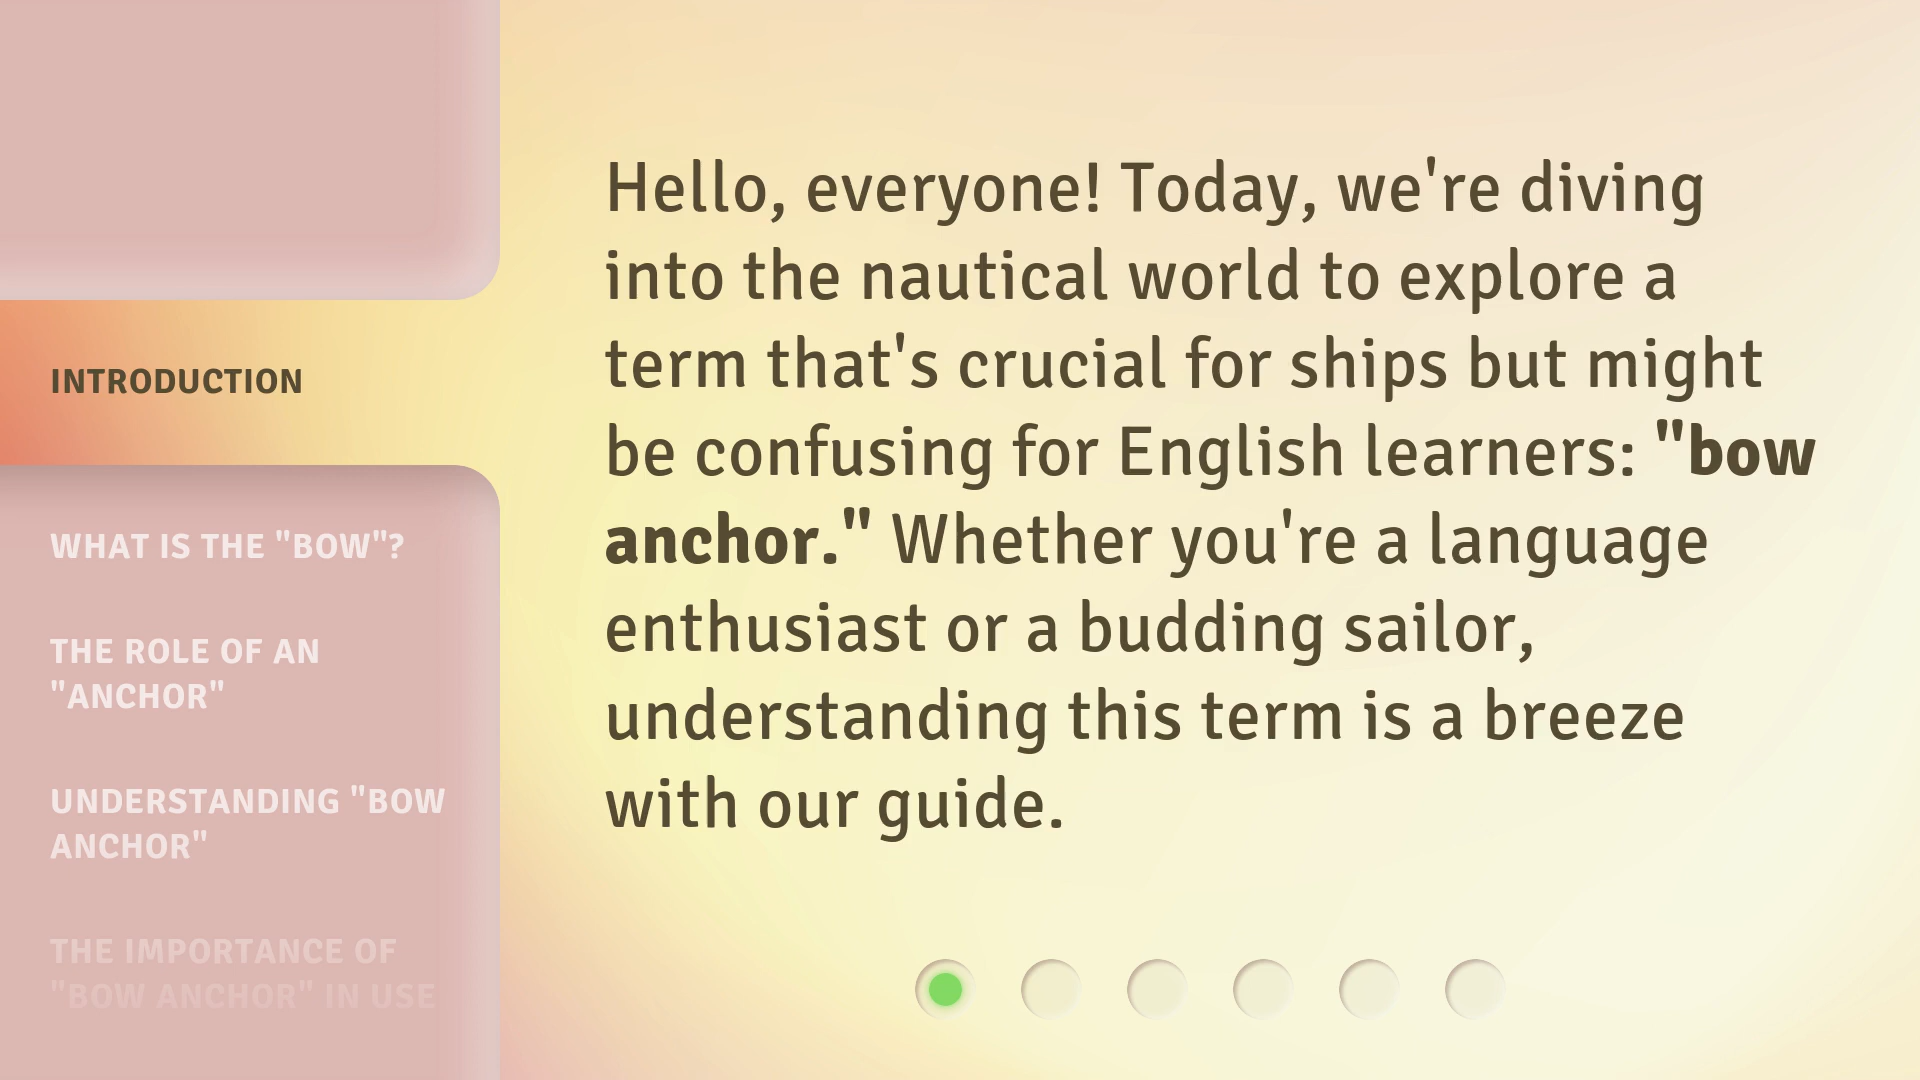 INTRODUCTION
WHAT IS THE "BOW"?
THE ROLE OF AN
"ANCHOR"
UNDERSTANDING "BOW
ANCHOR"
THE IMPORTANCE OF
"BOW ANCHOR" IN USE
Hello, everyone! Today, we're diving
into the nautical world to explore a
term that's crucial for ships but might
be confusing for English learners: "bow
anchor." Whether you're a language
enthusiast or a budding sailor,
understanding this term is a breeze
with our guide.